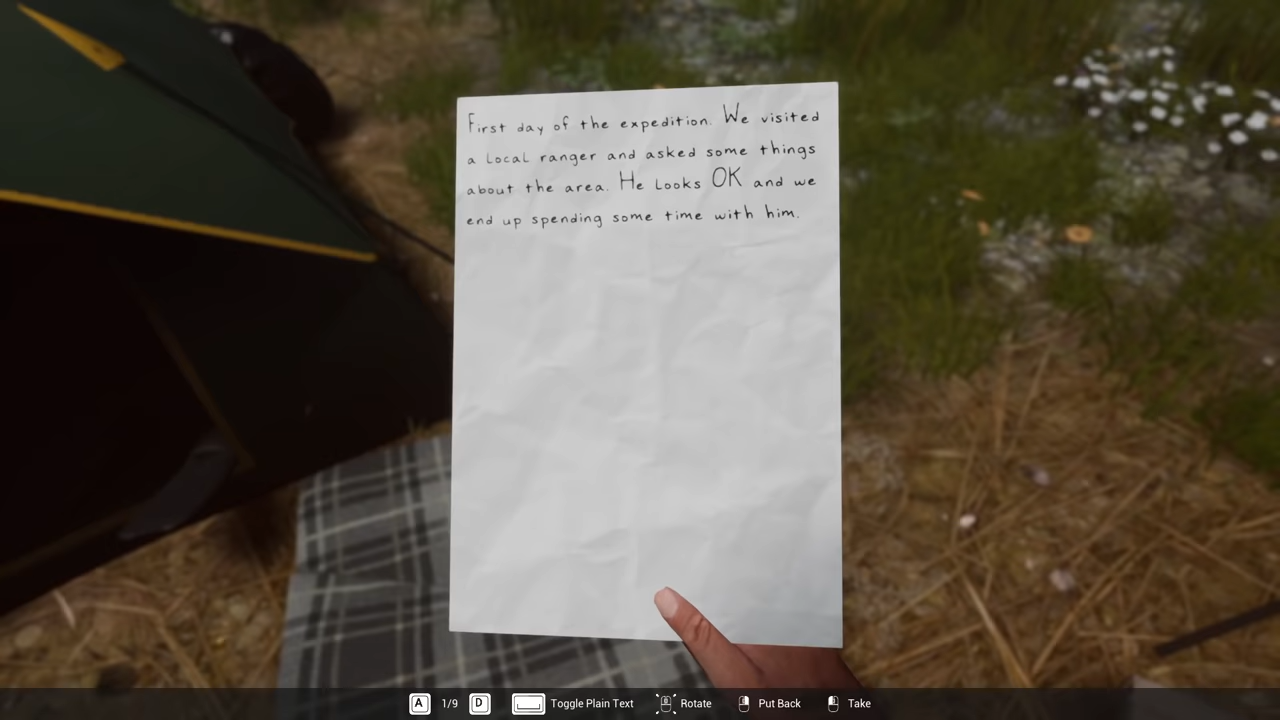 First day of the expedition. We visited
a local ranger and asked some things
about the area. He looks OK and we
end up spending some time with him.
A 1/9 D Toggle Plain Text Rotate Put Back Take